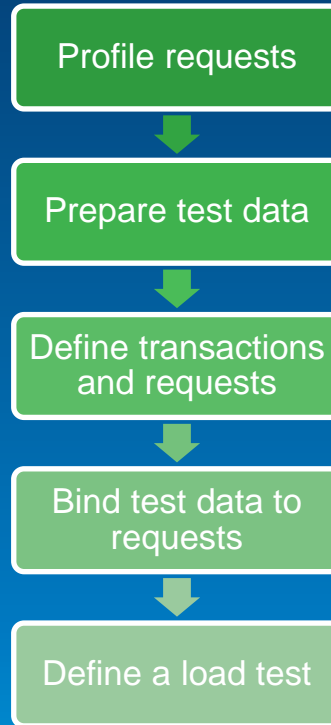 Profile requests
Prepare test data
Define transactions
and requests
Bind test data to
requests
Define a load test